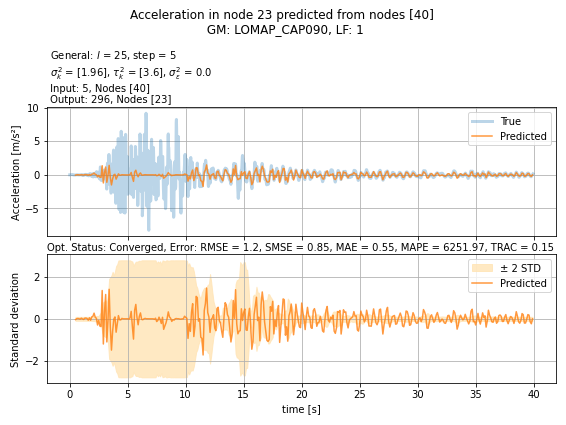 Acceleration in node 23 predicted from nodes [40]
GM: LOMAP_CAP090, LF: 1
General: l = 25, step = 5
σ²ₖ = [1.96], τ²ₖ = [3.6], σ²ε = 0.0
Input: 5, Nodes [40]
Output: 296, Nodes [23]
10
5
0
−5
Acceleration [m/s²]
True
Predicted
Opt. Status: Converged, Error: RMSE = 1.2, SMSE = 0.85, MAE = 0.55, MAPE = 6251.97, TRAC = 0.15
2
0
−2
Standard deviation
± 2 STD
Predicted
0 5 10 15 20 25 30 35 40
time [s]